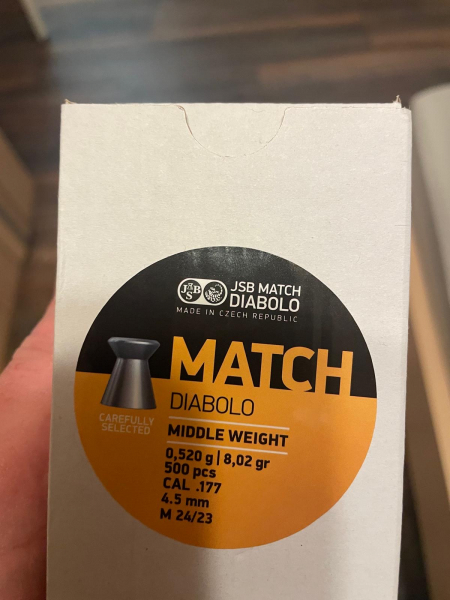 JSB
JSB MATCH
DIABOLO
MADE IN CZECH REPUBLIC
MATCH
DIABOLO
CAREFULLY
SELECTED
MIDDLE WEIGHT
0,520 g | 8,02 gr
500 pcs
CAL .177
4.5 mm
M 24/23